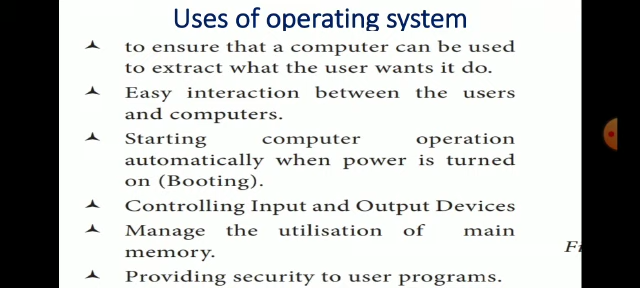 Uses of operating system
to ensure that a computer can be used
to extract what the user wants it do.
Easy interaction between the users
and computers.
Starting computer operation
automatically when power is turned
on (Booting).
Controlling Input and Output Devices
Manage the utilisation of main
memory.
Providing security to user programs.